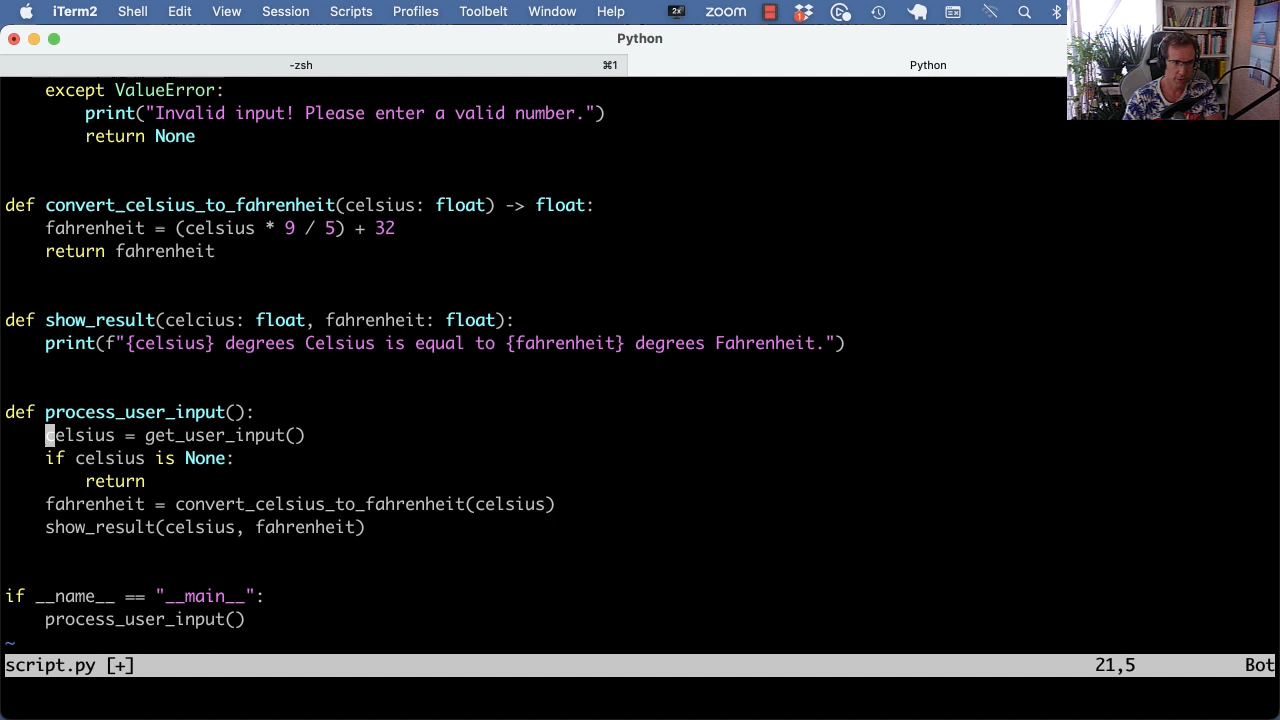 iTerm2 Shell Edit View Session Scripts Profiles Toolbelt Window Help 2x zoom 1
Python
-zsh ⌘1 Python
    except ValueError:
        print("Invalid input! Please enter a valid number.")
        return None
def convert_celsius_to_fahrenheit(celsius: float) -> float:
    fahrenheit = (celsius * 9 / 5) + 32
    return fahrenheit
def show_result(celcius: float, fahrenheit: float):
    print(f"{celsius} degrees Celsius is equal to {fahrenheit} degrees Fahrenheit.")
def process_user_input():
    celsius = get_user_input()
    if celsius is None:
        return
    fahrenheit = convert_celsius_to_fahrenheit(celsius)
    show_result(celsius, fahrenheit)
if __name__ == "__main__":
    process_user_input()
~
script.py [+] 21,5 Bot